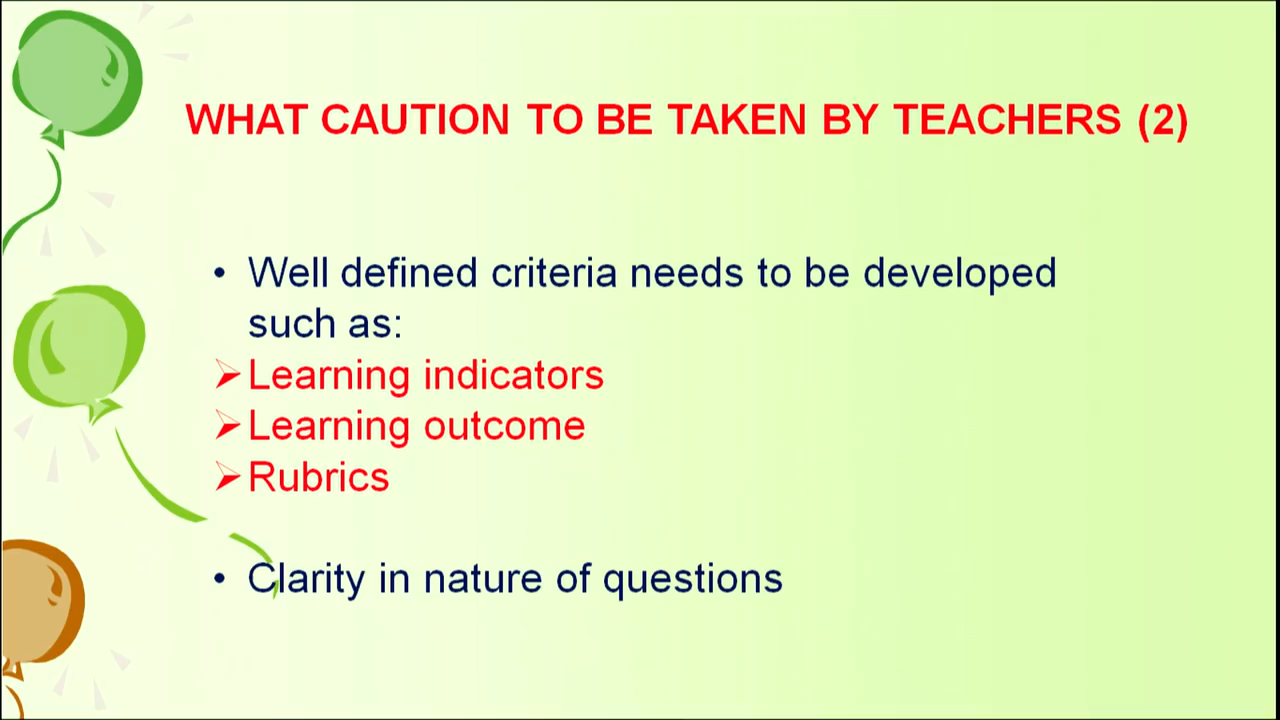 WHAT CAUTION TO BE TAKEN BY TEACHERS (2)
• Well defined criteria needs to be developed
such as:
➢Learning indicators
➢Learning outcome
➢Rubrics
• Clarity in nature of questions